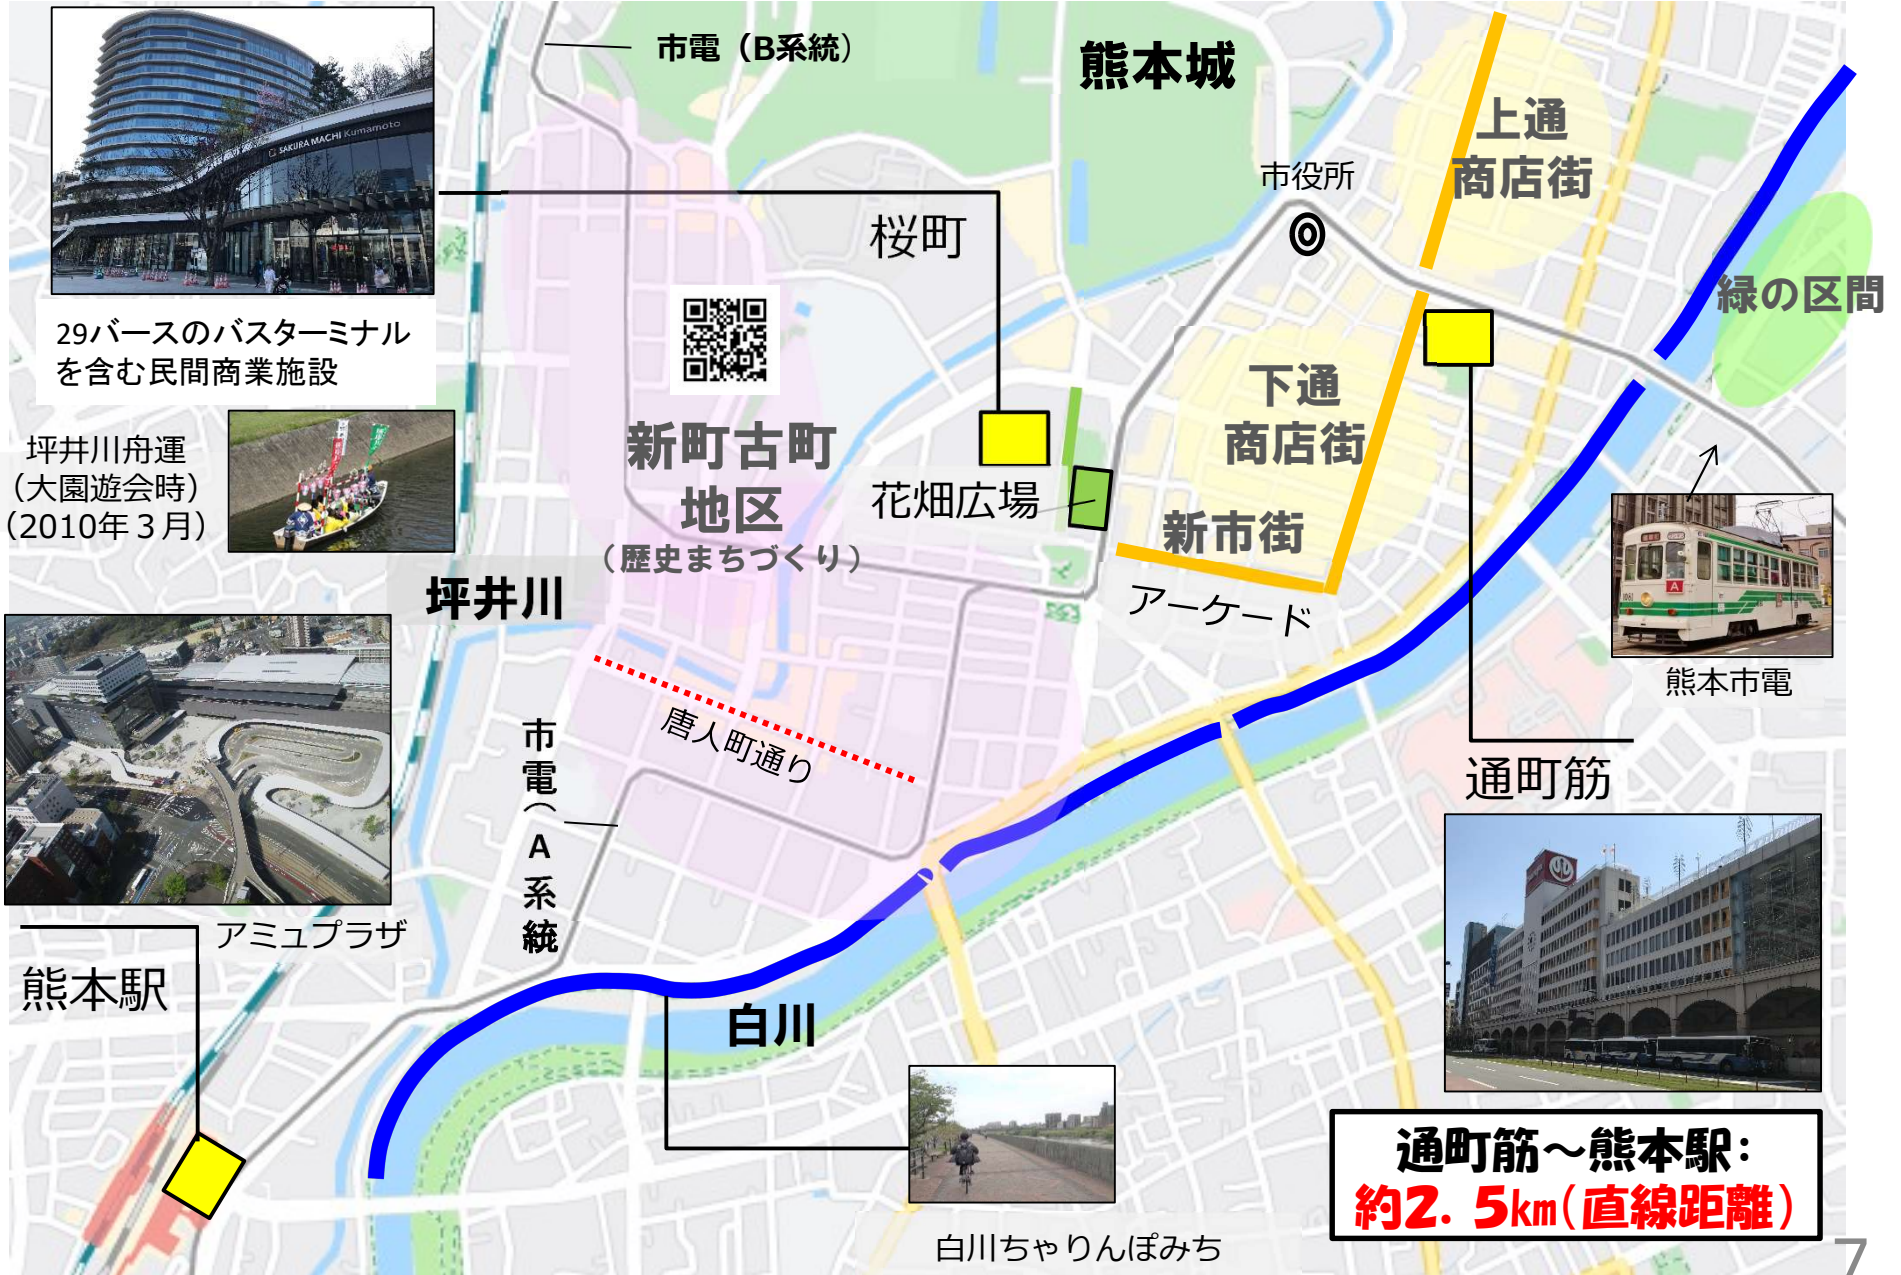 市電（B系統）
熊本城
上通
商店街
市役所
SAKURA MACHI Kumamoto
桜町
緑の区間
29バースのバスターミナル
を含む民間商業施設
下通
商店街
坪井川舟運
（大園遊会時）
（2010年３月）
新町古町
地区
（歴史まちづくり）
花畑広場
新市街
アーケード
坪井川
A
1061
熊本市電
唐人町通り
市電（A系統
通町筋
アミュプラザ
熊本駅
白川
白川ちゃりんぽみち
通町筋～熊本駅：
約2．5㎞（直線距離）
7